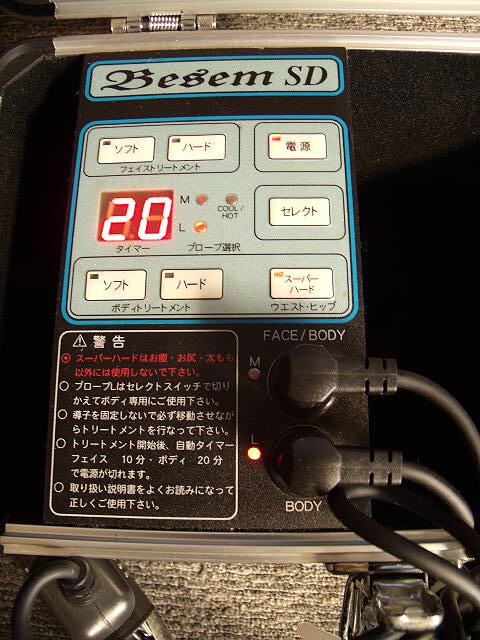 Besem SD
ソフト ハード 電源
フェイストリートメント
20 M COOL/ セレクト
HOT
L
タイマー プローブ選択
ソフト ハード スーパー
ハード
ボディトリートメント ウエスト・ヒップ
⚠ 警告
スーパーハードはお腹・お尻・太もも
以外には使用しないで下さい。
プローブLはセレクトスイッチで切り
かえてボディ専用にご使用下さい。
導子を固定しないで必ず移動させなが
らトリートメントを行なって下さい。
トリートメント開始後、自動タイマー
フェイス 10分・ボディ 20分
で電源が切れます。
取り扱い説明書をよくお読みになって
正しくご使用下さい。
FACE/BODY
M
L
BODY